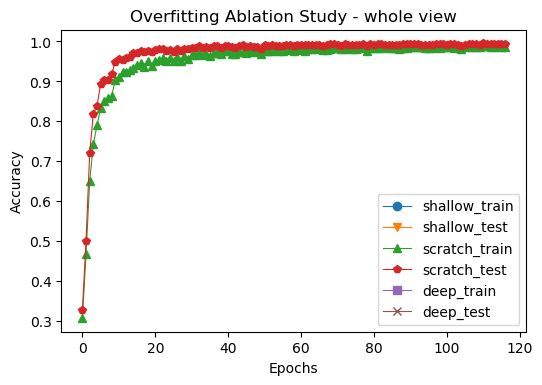 Overfitting Ablation Study - whole view
Accuracy
1.0
0.9
0.8
0.7
0.6
0.5
0.4
0.3
0
20
40
60
80
100
120
Epochs
shallow_train
shallow_test
scratch_train
scratch_test
deep_train
deep_test